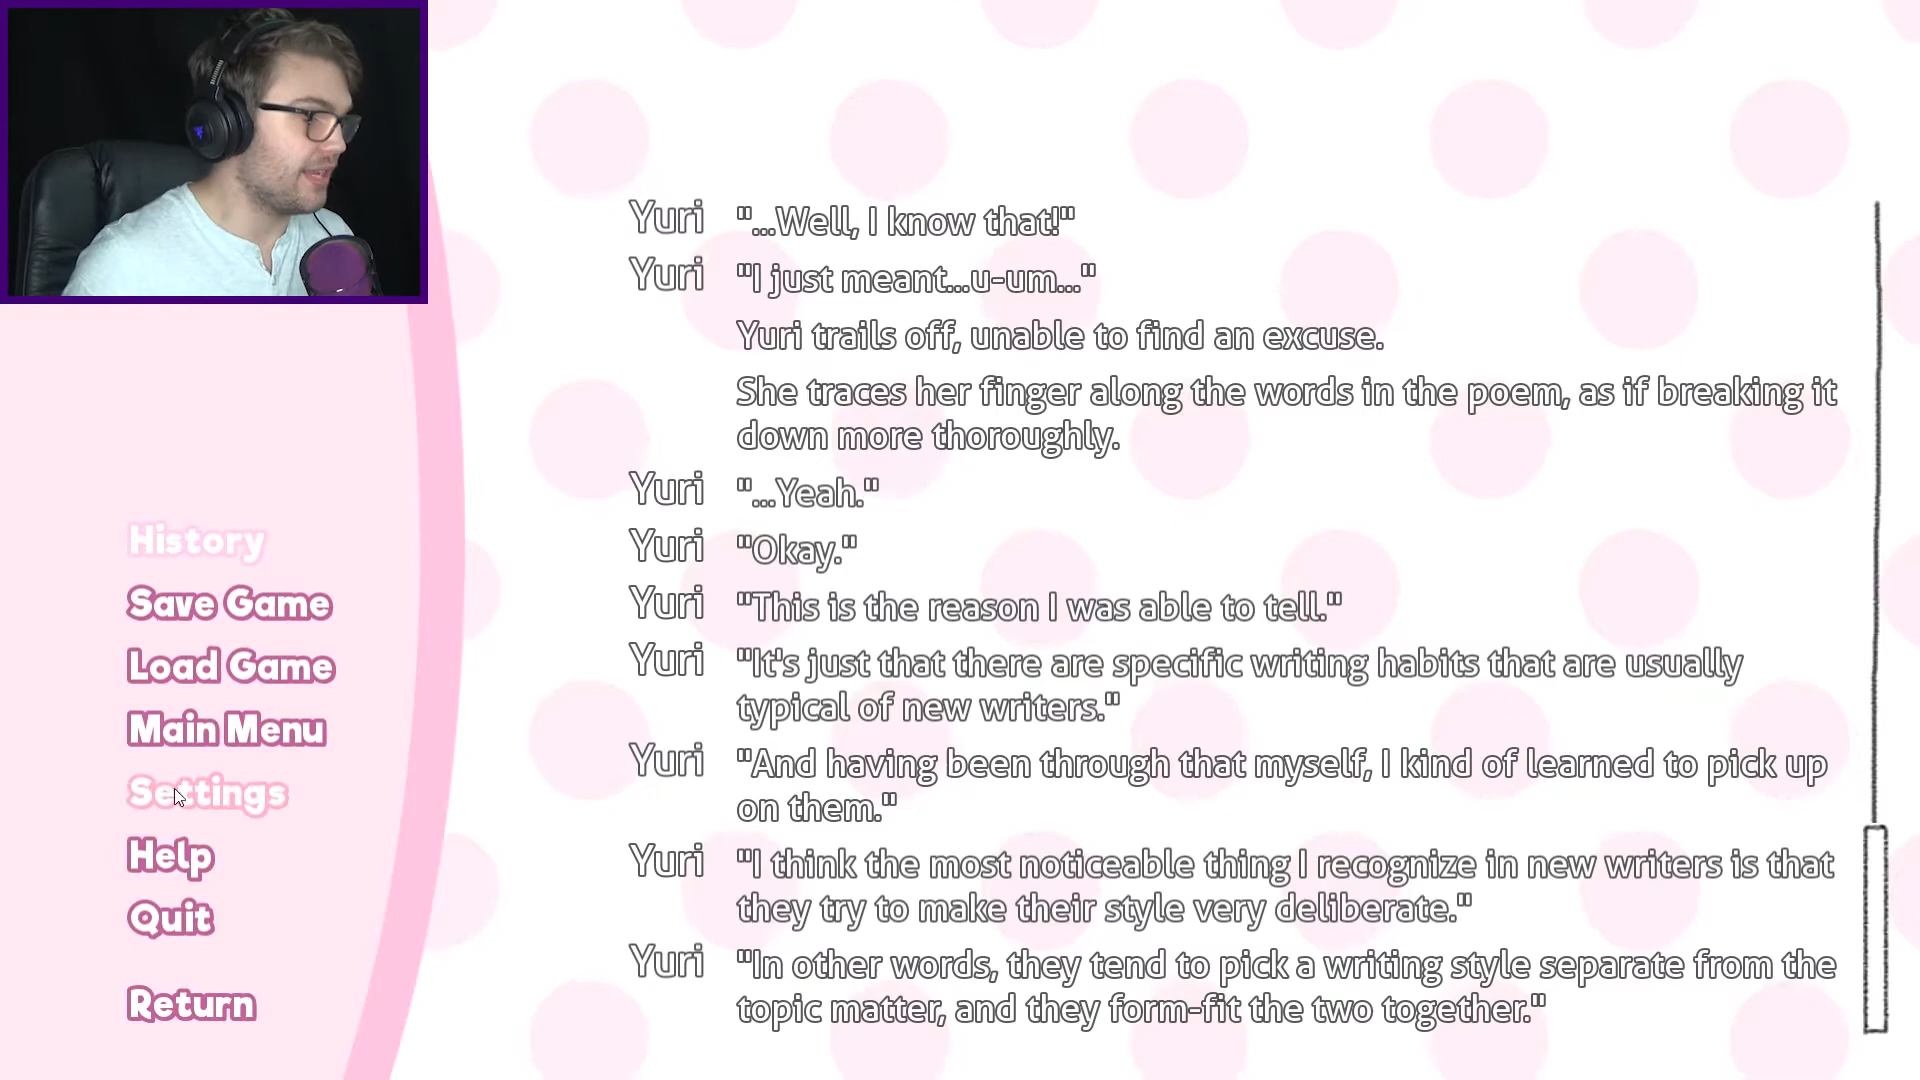 Yuri "...Well, I know that!"
Yuri "I just meant...u-um..."
Yuri trails off, unable to find an excuse.
She traces her finger along the words in the poem, as if breaking it
down more thoroughly.
Yuri "...Yeah."
Yuri "Okay."
Yuri "This is the reason I was able to tell."
Yuri "It's just that there are specific writing habits that are usually
typical of new writers."
Yuri "And having been through that myself, I kind of learned to pick up
on them."
Yuri "I think the most noticeable thing I recognize in new writers is that
they try to make their style very deliberate."
Yuri "In other words, they tend to pick a writing style separate from the
topic matter, and they form-fit the two together."
History
Save Game
Load Game
Main Menu
Settings
Help
Quit
Return